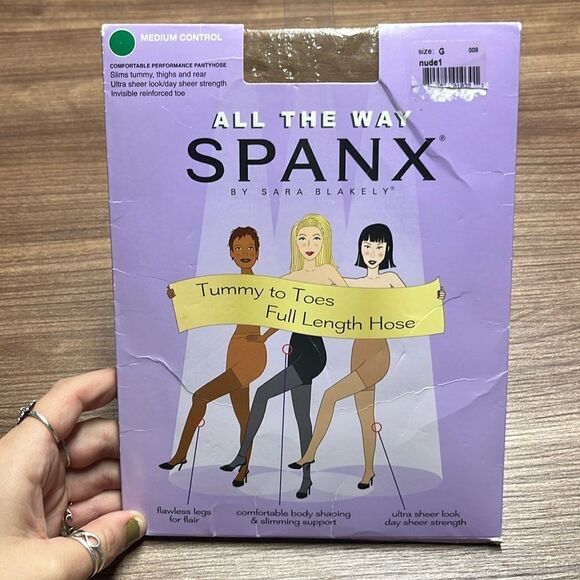 MEDIUM CONTROL
COMFORTABLE PERFORMANCE PANTYHOSE
Slims tummy, thighs and rear
Ultra sheer look/day sheer strength
Invisible reinforced toe
size: G 008
nude1
ALL THE WAY
SPANX®
BY SARA BLAKELY®
Tummy to Toes
Full Length Hose
flawless legs
for flair
comfortable body shaping
& slimming support
ultra sheer look
day sheer strength